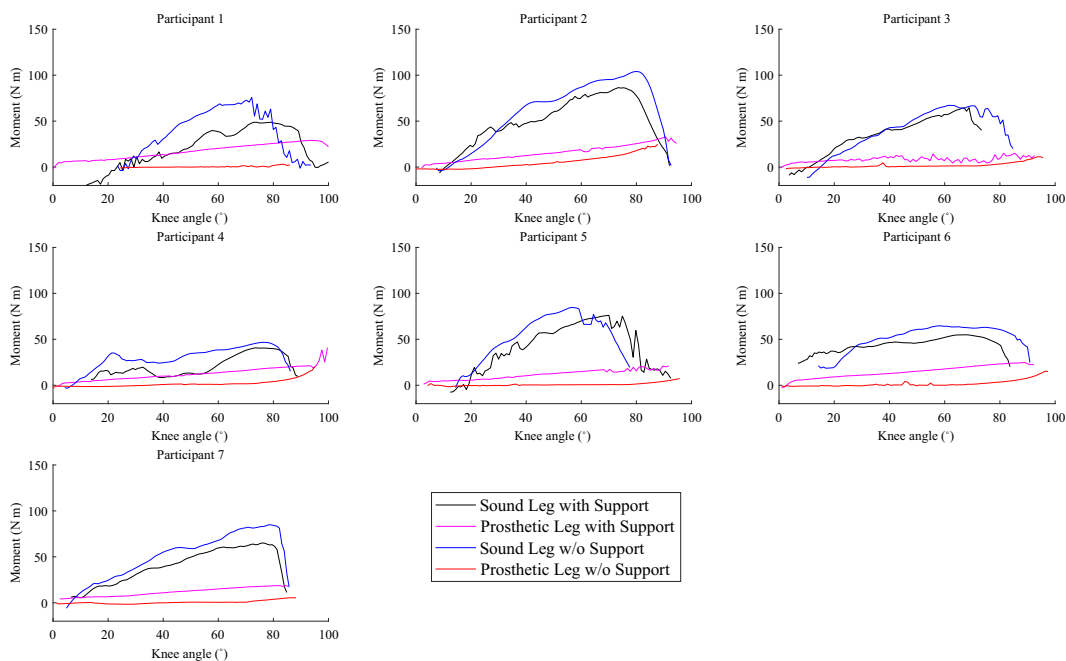 Participant 1
Participant 2
Participant 3
150
100
50
0
Moment (N m)
0 20 40 60 80 100
Knee angle (°)
150
100
50
0
Moment (N m)
0 20 40 60 80 100
Knee angle (°)
150
100
50
0
Moment (N m)
0 20 40 60 80 100
Knee angle (°)
Participant 4
Participant 5
Participant 6
150
100
50
0
Moment (N m)
0 20 40 60 80 100
Knee angle (°)
150
100
50
0
Moment (N m)
0 20 40 60 80 100
Knee angle (°)
150
100
50
0
Moment (N m)
0 20 40 60 80 100
Knee angle (°)
Participant 7
150
100
50
0
Moment (N m)
0 20 40 60 80 100
Knee angle (°)
Sound Leg with Support
Prosthetic Leg with Support
Sound Leg w/o Support
Prosthetic Leg w/o Support